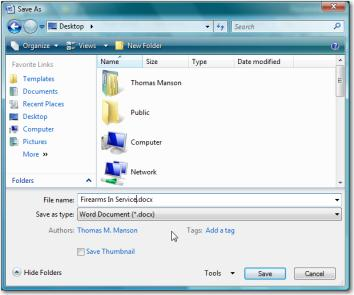 Save As
Desktop
Search
Organize Views New Folder
Favorite Links
Name Size Type Date modified
Templates
Documents
Recent Places
Desktop
Computer
Pictures
More »
Folders
Thomas Manson
Public
Computer
Network
File name: Firearms In Service.docx
Save as type: Word Document (*.docx)
Authors: Thomas M. Manson Tags: Add a tag
Save Thumbnail
Hide Folders Tools Save Cancel